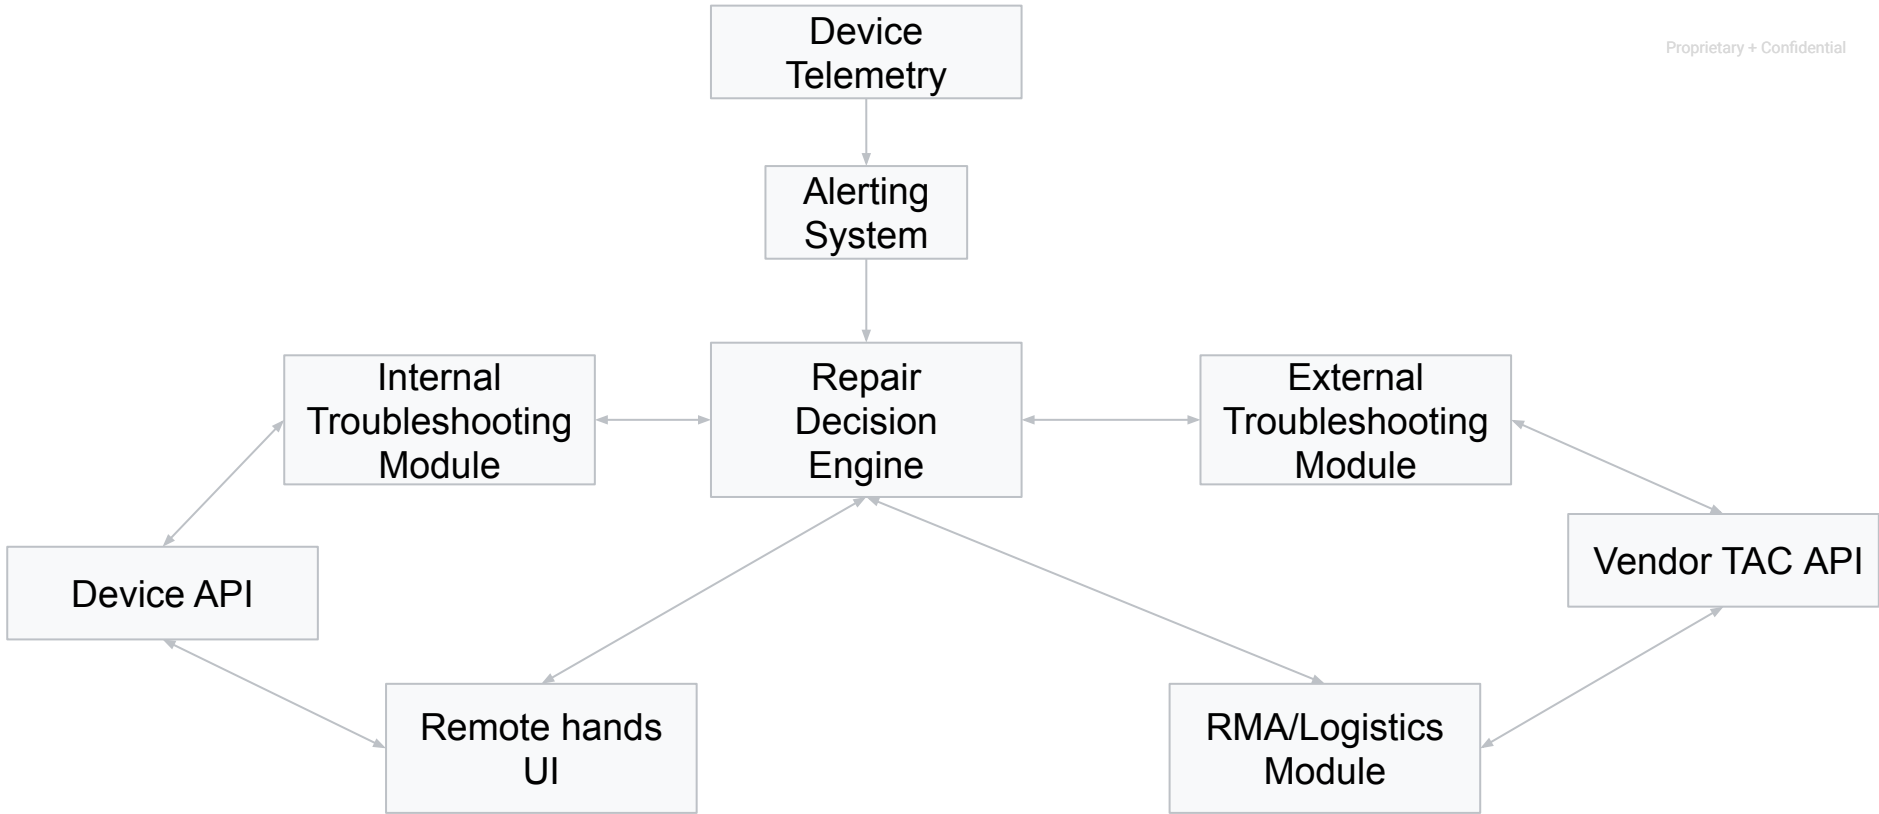 Proprietary + Confidential
Device
Telemetry
Alerting
System
Internal
Troubleshooting
Module
Repair
Decision
Engine
External
Troubleshooting
Module
Device API
Vendor TAC API
Remote hands
UI
RMA/Logistics
Module